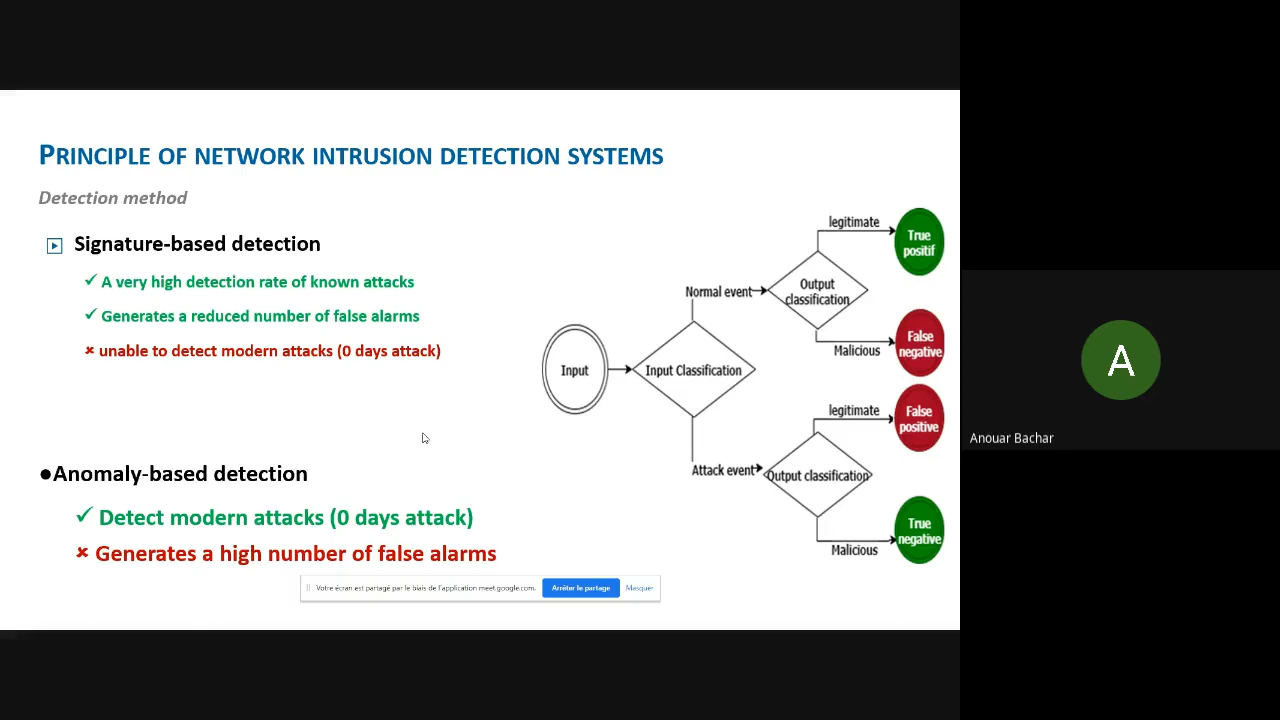 PRINCIPLE OF NETWORK INTRUSION DETECTION SYSTEMS
Detection method
Signature-based detection
✓ A very high detection rate of known attacks
✓ Generates a reduced number of false alarms
× unable to detect modern attacks (0 days attack)
●Anomaly-based detection
✓ Detect modern attacks (0 days attack)
× Generates a high number of false alarms
Input
Input Classification
Normal event
Output
classification
legitimate
True
positif
Malicious
False
negative
Attack event
Output classification
legitimate
False
positive
Malicious
True
negative
Votre écran est partagé par le biais de l'application meet.google.com.
Arrêter le partage
Masquer
A
Anouar Bachar